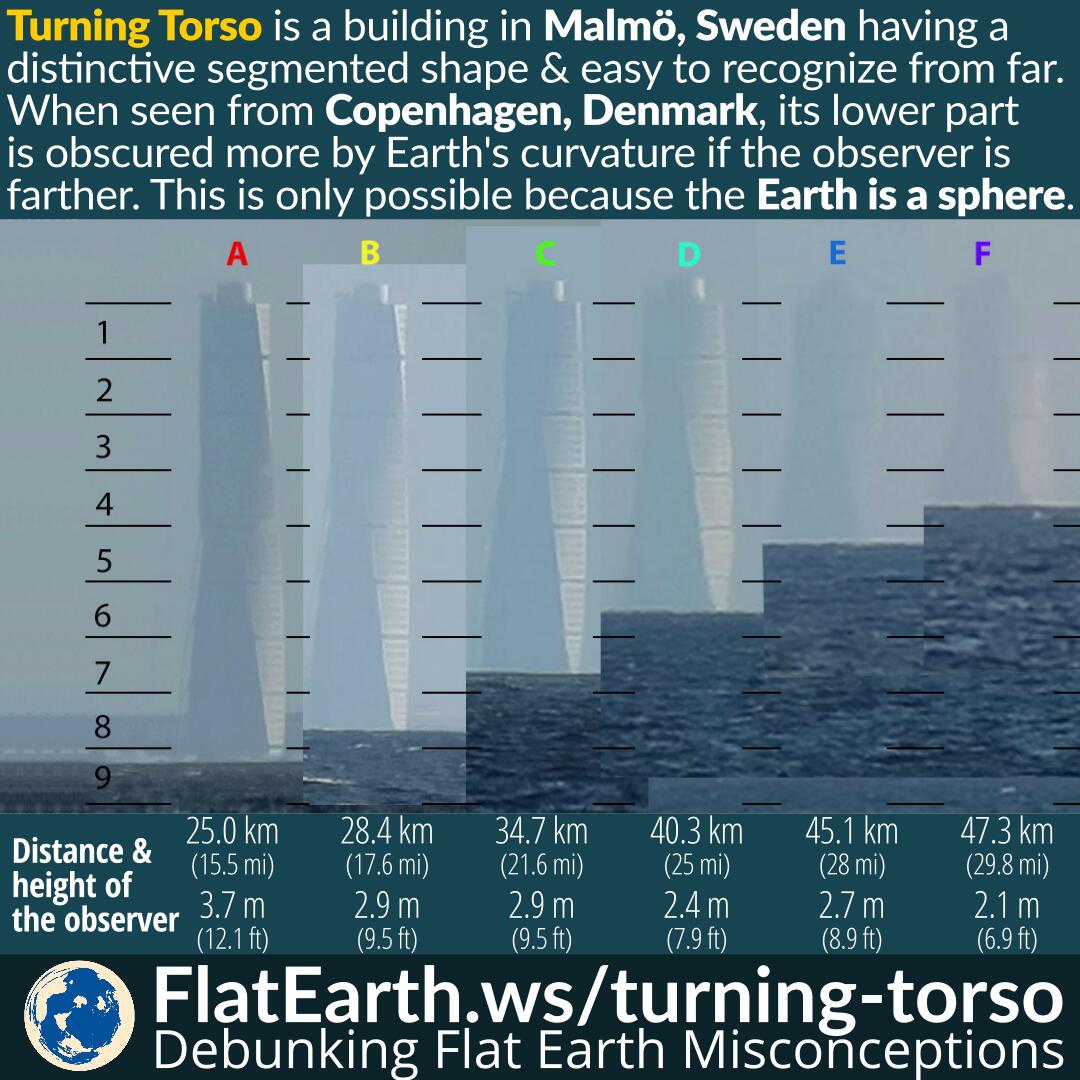 Turning Torso is a building in Malmö, Sweden having a
distinctive segmented shape & easy to recognize from far.
When seen from Copenhagen, Denmark, its lower part
is obscured more by Earth's curvature if the observer is
farther. This is only possible because the Earth is a sphere.
A B C D E F
1
2
3
4
5
6
7
8
9
Distance &
height of
the observer
25.0 km 28.4 km 34.7 km 40.3 km 45.1 km 47.3 km
(15.5 mi) (17.6 mi) (21.6 mi) (25 mi) (28 mi) (29.8 mi)
3.7 m 2.9 m 2.9 m 2.4 m 2.7 m 2.1 m
(12.1 ft) (9.5 ft) (9.5 ft) (7.9 ft) (8.9 ft) (6.9 ft)
FlatEarth.ws/turning-torso
Debunking Flat Earth Misconceptions